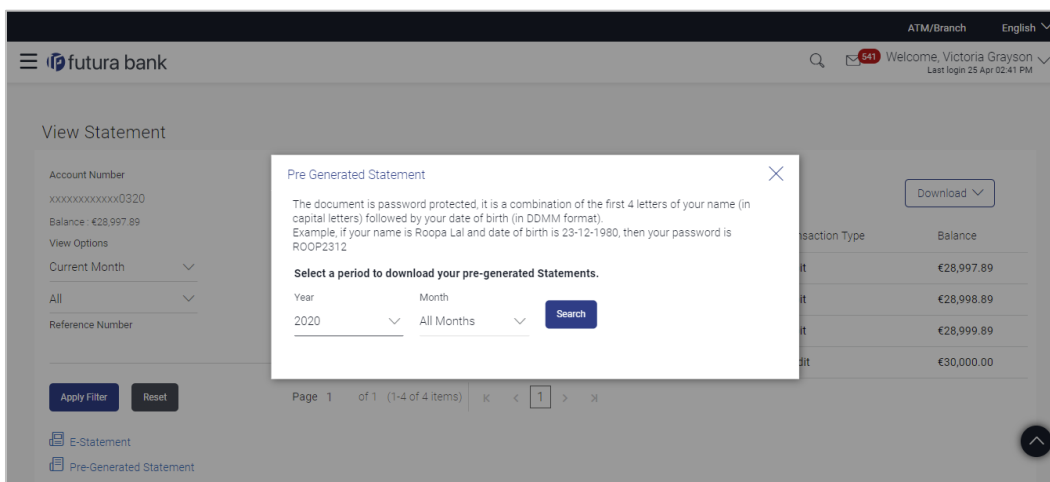 ATM/Branch English
futura bank
541 Welcome, Victoria Grayson
Last login 25 Apr 02:41 PM
View Statement
Account Number
xxxxxxxxxxxx0320
Balance : €28,997.89
View Options
Current Month
All
Reference Number
Apply Filter Reset
E-Statement
Pre-Generated Statement
Pre Generated Statement
The document is password protected, it is a combination of the first 4 letters of your name (in
capital letters) followed by your date of birth (in DDMM format).
Example, if your name is Roopa Lal and date of birth is 23-12-1980, then your password is
ROOP2312
Select a period to download your pre-generated Statements.
Year Month
2020 All Months Search
Page 1 of 1 (1-4 of 4 items) 1
Download
Balance
€28,997.89
€28,998.89
€28,999.89
€30,000.00